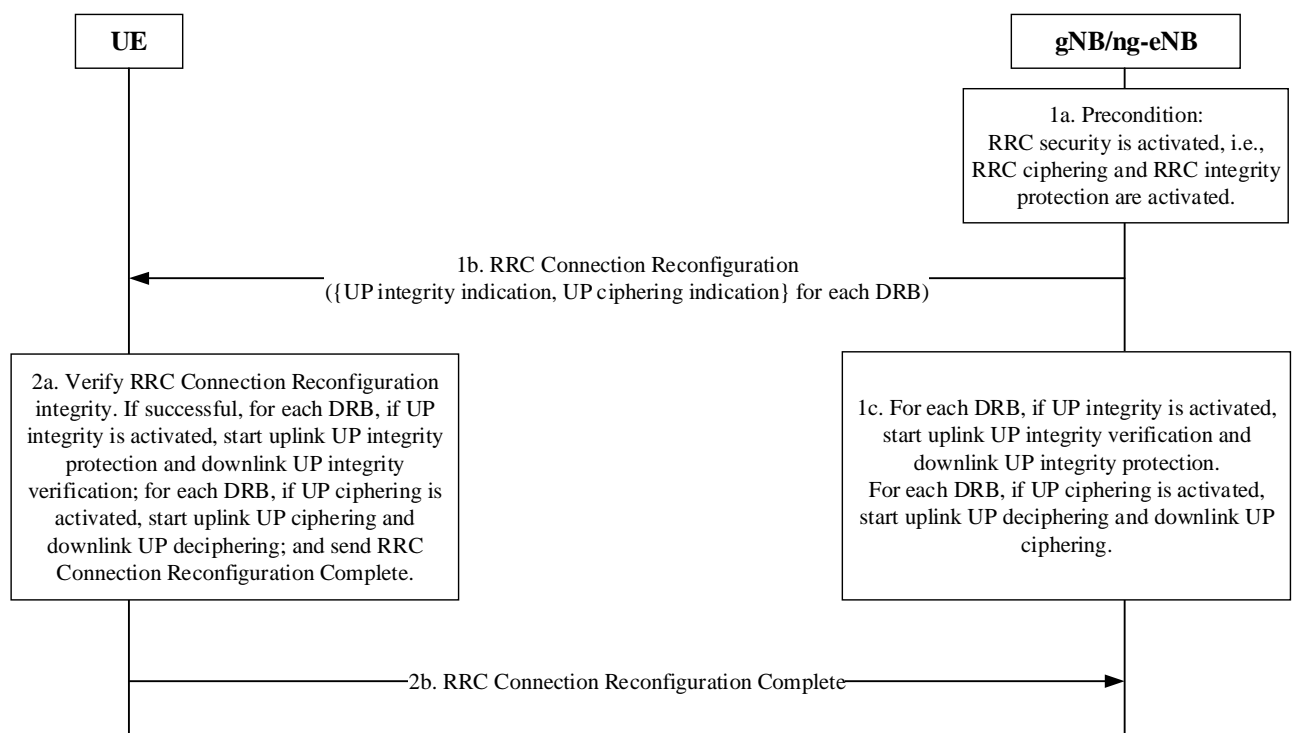 UE
gNB/ng-eNB
1a. Precondition:
RRC security is activated, i.e.,
RRC ciphering and RRC integrity
protection are activated.
1b. RRC Connection Reconfiguration
({UP integrity indication, UP ciphering indication} for each DRB)
2a. Verify RRC Connection Reconfiguration
integrity. If successful, for each DRB, if UP
integrity is activated, start uplink UP integrity
protection and downlink UP integrity
verification; for each DRB, if UP ciphering is
activated, start uplink UP ciphering and
downlink UP deciphering; and send RRC
Connection Reconfiguration Complete.
1c. For each DRB, if UP integrity is activated,
start uplink UP integrity verification and
downlink UP integrity protection.
For each DRB, if UP ciphering is activated,
start uplink UP deciphering and downlink UP
ciphering.
2b. RRC Connection Reconfiguration Complete